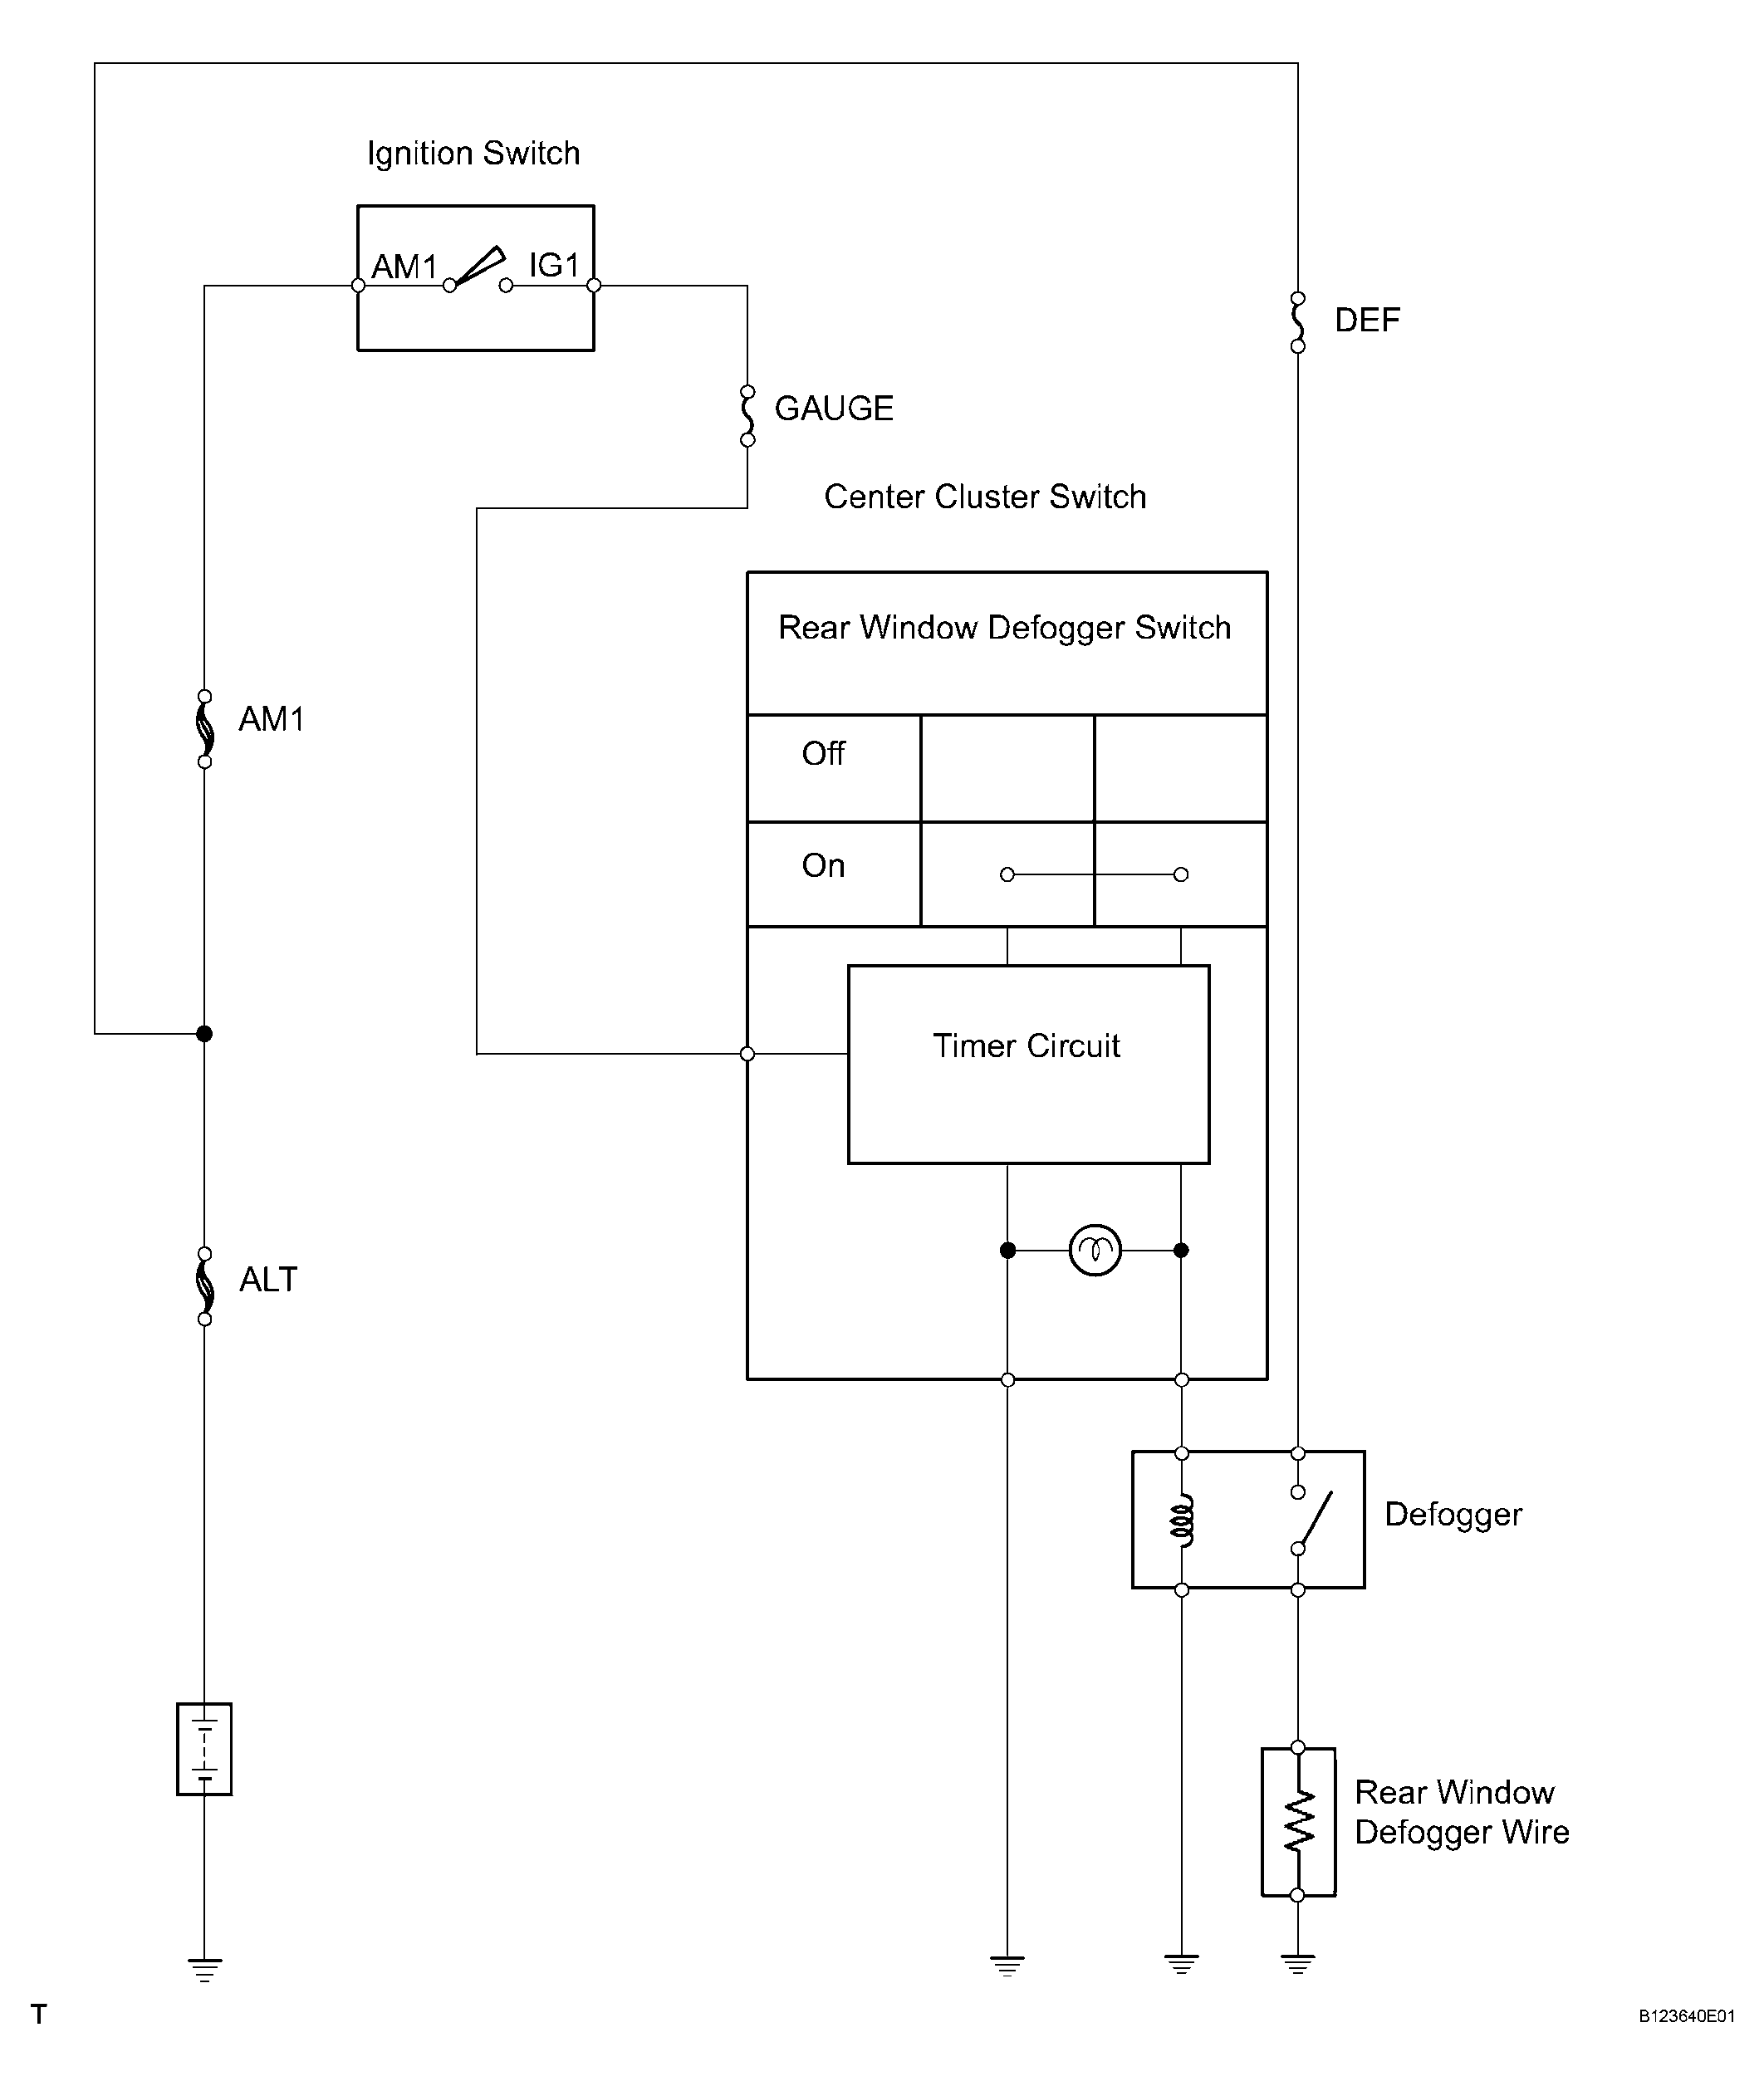 Ignition Switch
AM1
IG1
DEF
GAUGE
Center Cluster Switch
Rear Window Defogger Switch
AM1
Off
On
Timer Circuit
ALT
Defogger
Rear Window
Defogger Wire
T
B123640E01